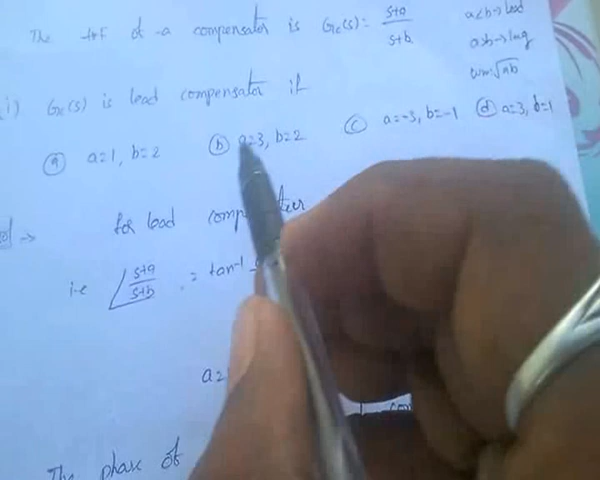 The trf of a compensator is Gc(s) = s+a / s+b
a<b → lead
a>b → lag
ωm = √ab
i) Gc(s) is lead compensator if
(a) a=1, b=2 (b) a=3, b=2 (c) a=-3, b=-1 (d) a=3, b=1
for lead
i.e ∠ s+a / s+b = tan⁻¹
a=
The phase of